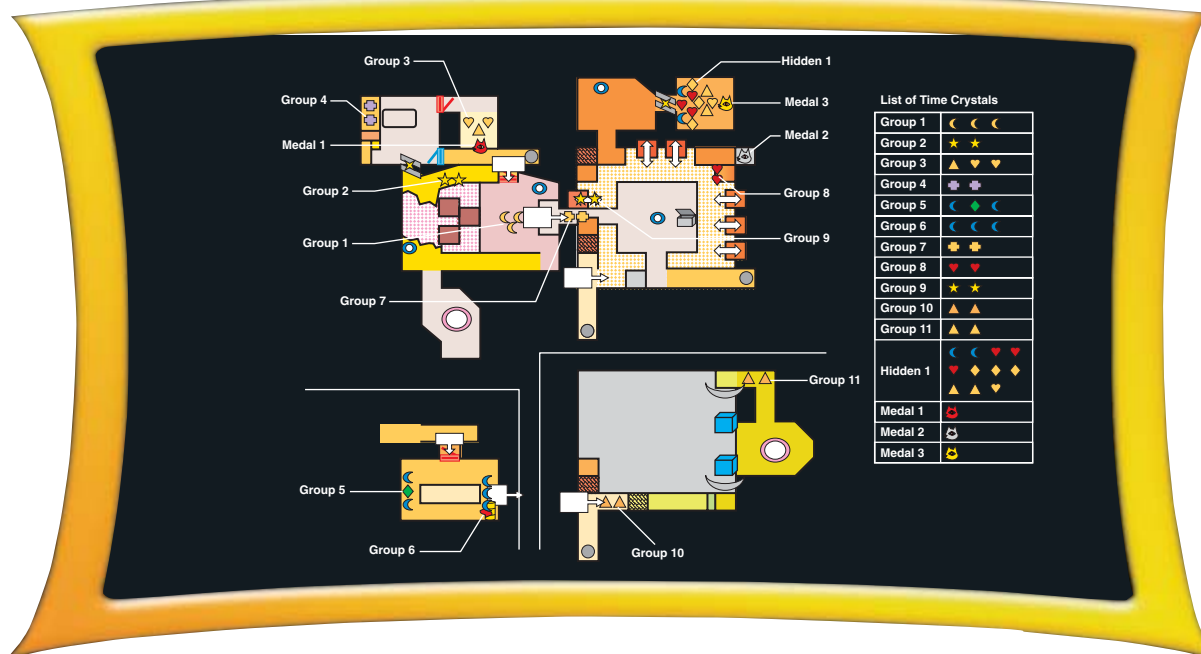 Group 3
Hidden 1
Group 4
Medal 3
Medal 1
Medal 2
Group 2
Group 8
Group 1
Group 9
Group 7
Group 11
Group 5
Group 6
Group 10
List of Time Crystals
Group 1
Group 2
Group 3
Group 4
Group 5
Group 6
Group 7
Group 8
Group 9
Group 10
Group 11
Hidden 1
Medal 1
Medal 2
Medal 3